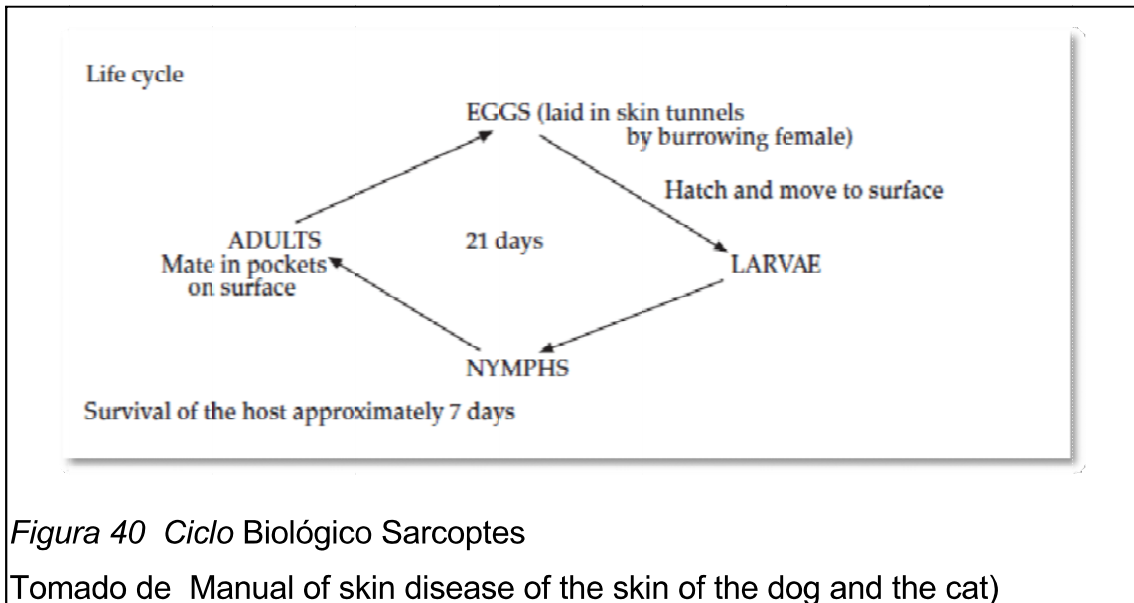 Life cycle
EGGS (laid in skin tunnels
by burrowing female)
Hatch and move to surface
ADULTS
Mate in pockets
on surface
21 days
LARVAE
NYMPHS
Survival of the host approximately 7 days
Figura 40 Ciclo Biológico Sarcoptes
Tomado de Manual of skin disease of the skin of the dog and the cat)